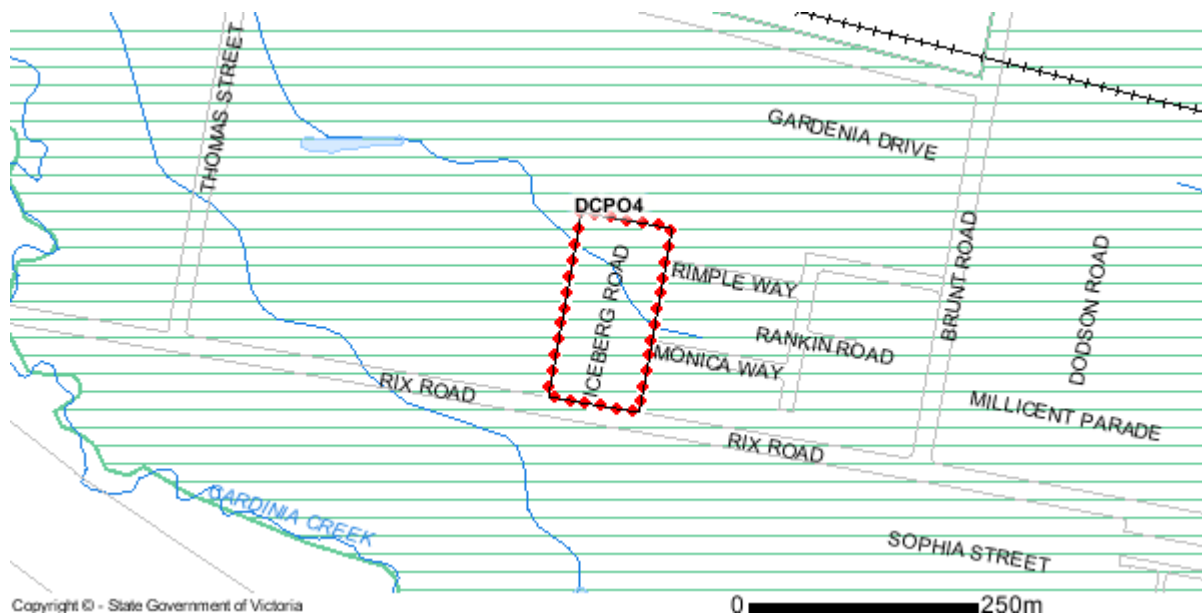 THOMAS STREET
GARDENIA DRIVE
DCPO4
ICEBERG ROAD
RIMPLE WAY
BRUNT ROAD
DODSON ROAD
RANKIN ROAD
MONICA WAY
RIX ROAD
MILLICENT PARADE
RIX ROAD
CARDINIA CREEK
SOPHIA STREET
Copyright © - State Government of Victoria
0 250m